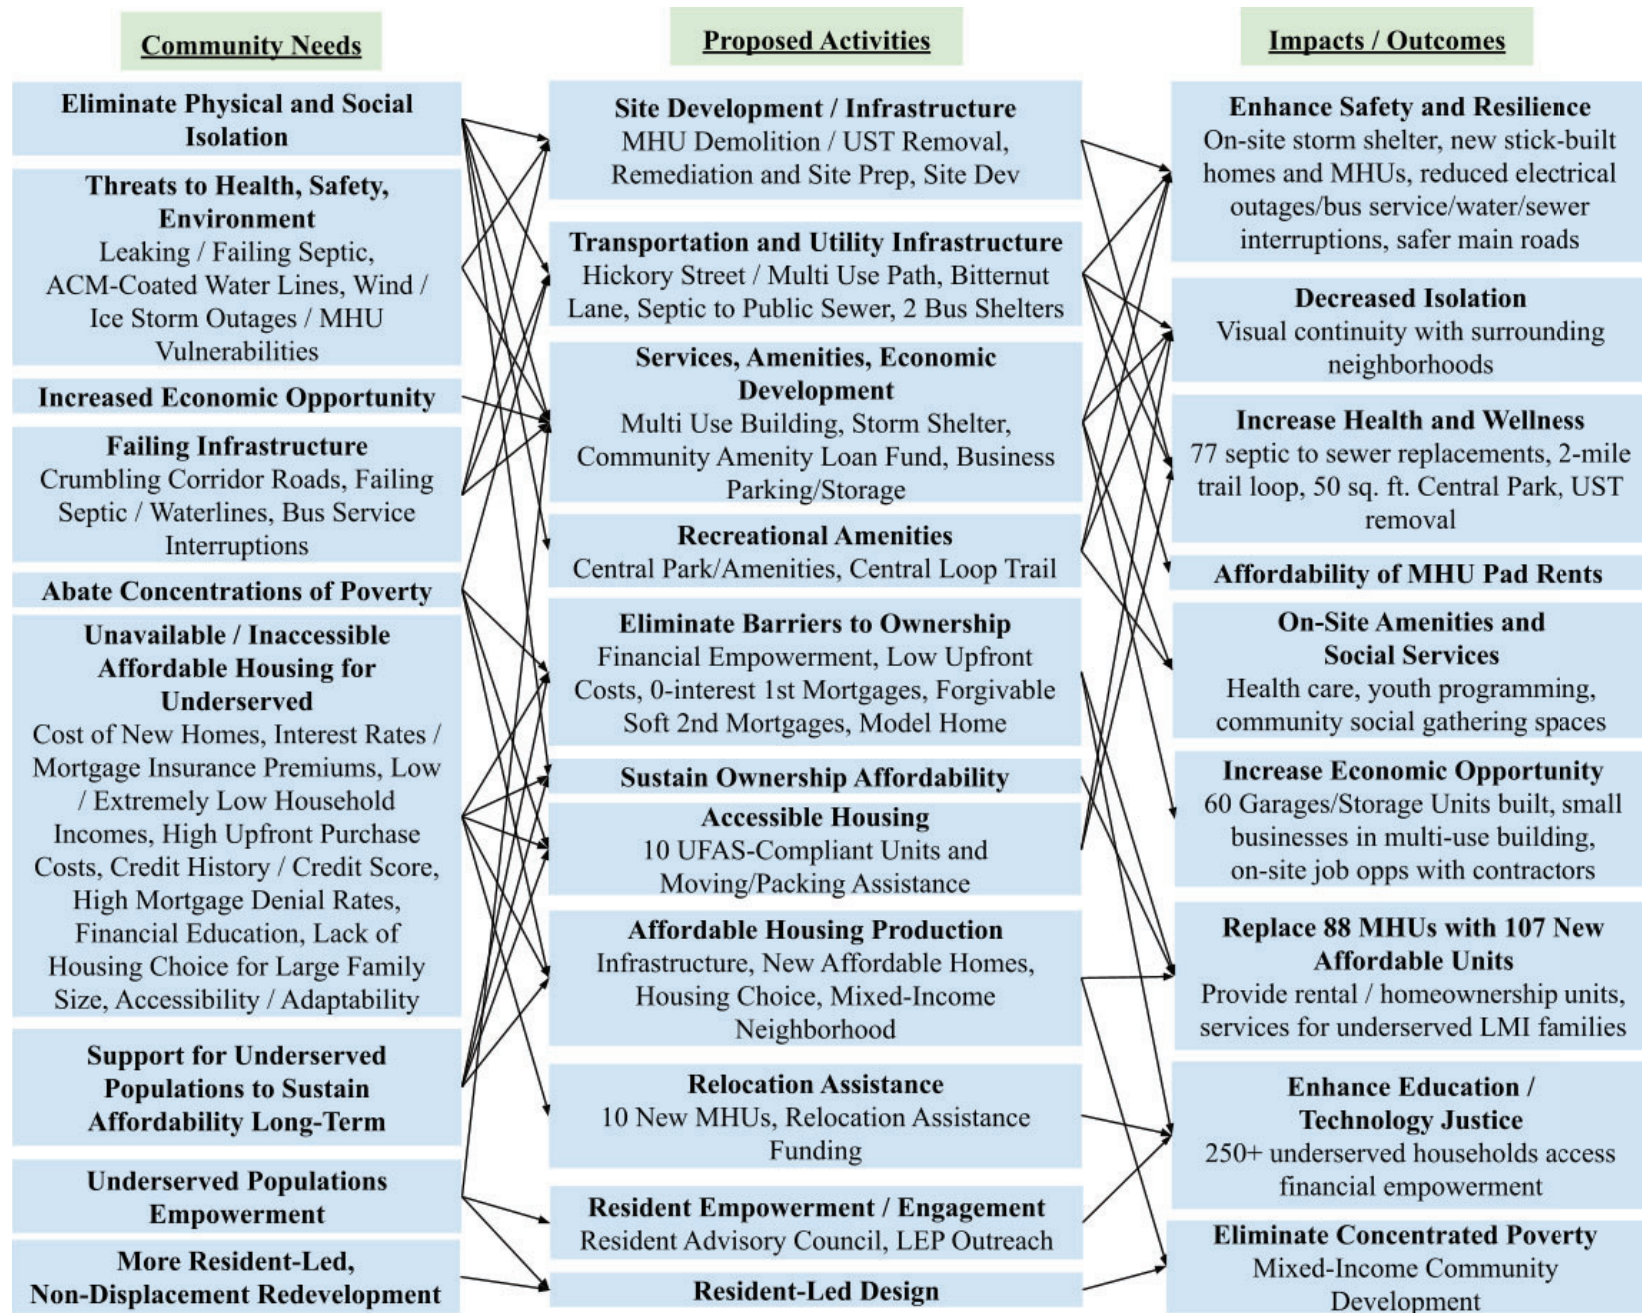 Community Needs
Eliminate Physical and Social
Isolation
Threats to Health, Safety,
Environment
Leaking / Failing Septic,
ACM-Coated Water Lines, Wind /
Ice Storm Outages / MHU
Vulnerabilities
Increased Economic Opportunity
Failing Infrastructure
Crumbling Corridor Roads, Failing
Septic / Waterlines, Bus Service
Interruptions
Abate Concentrations of Poverty
Unavailable / Inaccessible
Affordable Housing for
Underserved
Cost of New Homes, Interest Rates /
Mortgage Insurance Premiums, Low
/ Extremely Low Household
Incomes, High Upfront Purchase
Costs, Credit History / Credit Score,
High Mortgage Denial Rates,
Financial Education, Lack of
Housing Choice for Large Family
Size, Accessibility / Adaptability
Support for Underserved
Populations to Sustain
Affordability Long-Term
Underserved Populations
Empowerment
More Resident-Led,
Non-Displacement Redevelopment
Proposed Activities
Site Development / Infrastructure
MHU Demolition / UST Removal,
Remediation and Site Prep, Site Dev
Transportation and Utility Infrastructure
Hickory Street / Multi Use Path, Bitternut
Lane, Septic to Public Sewer, 2 Bus Shelters
Services, Amenities, Economic
Development
Multi Use Building, Storm Shelter,
Community Amenity Loan Fund, Business
Parking/Storage
Recreational Amenities
Central Park/Amenities, Central Loop Trail
Eliminate Barriers to Ownership
Financial Empowerment, Low Upfront
Costs, 0-interest 1st Mortgages, Forgivable
Soft 2nd Mortgages, Model Home
Sustain Ownership Affordability
Accessible Housing
10 UFAS-Compliant Units and
Moving/Packing Assistance
Affordable Housing Production
Infrastructure, New Affordable Homes,
Housing Choice, Mixed-Income
Neighborhood
Relocation Assistance
10 New MHUs, Relocation Assistance
Funding
Resident Empowerment / Engagement
Resident Advisory Council, LEP Outreach
Resident-Led Design
Impacts / Outcomes
Enhance Safety and Resilience
On-site storm shelter, new stick-built
homes and MHUs, reduced electrical
outages/bus service/water/sewer
interruptions, safer main roads
Decreased Isolation
Visual continuity with surrounding
neighborhoods
Increase Health and Wellness
77 septic to sewer replacements, 2-mile
trail loop, 50 sq. ft. Central Park, UST
removal
Affordability of MHU Pad Rents
On-Site Amenities and
Social Services
Health care, youth programming,
community social gathering spaces
Increase Economic Opportunity
60 Garages/Storage Units built, small
businesses in multi-use building,
on-site job opps with contractors
Replace 88 MHUs with 107 New
Affordable Units
Provide rental / homeownership units,
services for underserved LMI families
Enhance Education /
Technology Justice
250+ underserved households access
financial empowerment
Eliminate Concentrated Poverty
Mixed-Income Community
Development